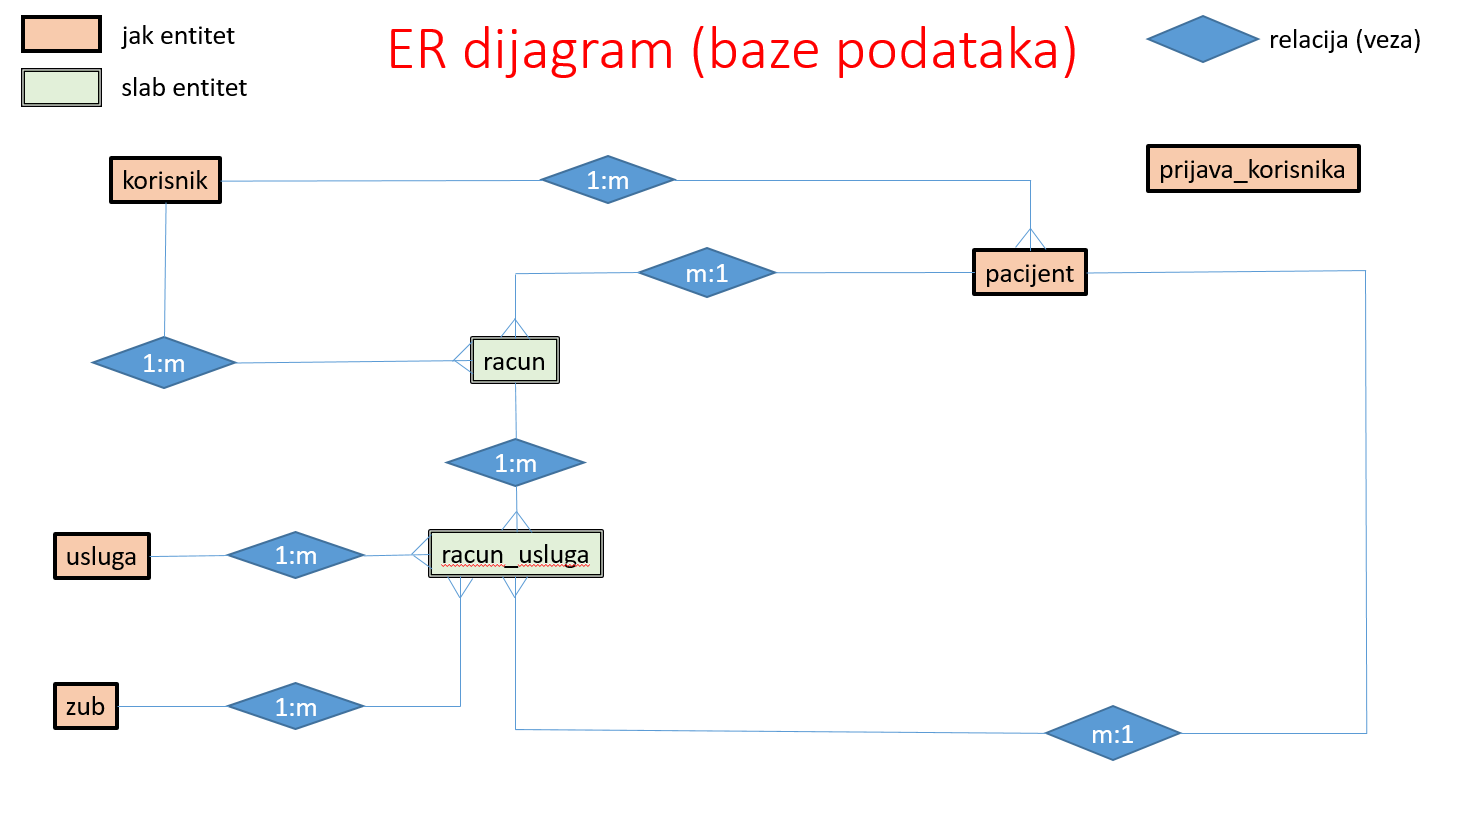 jak entitet
ER dijagram (baze podataka)
relacija (veza)
slab entitet
korisnik
1:m
prijava_korisnika
m:1
pacijent
1:m
racun
1:m
usluga
1:m
racun_usluga
zub
1:m
m:1